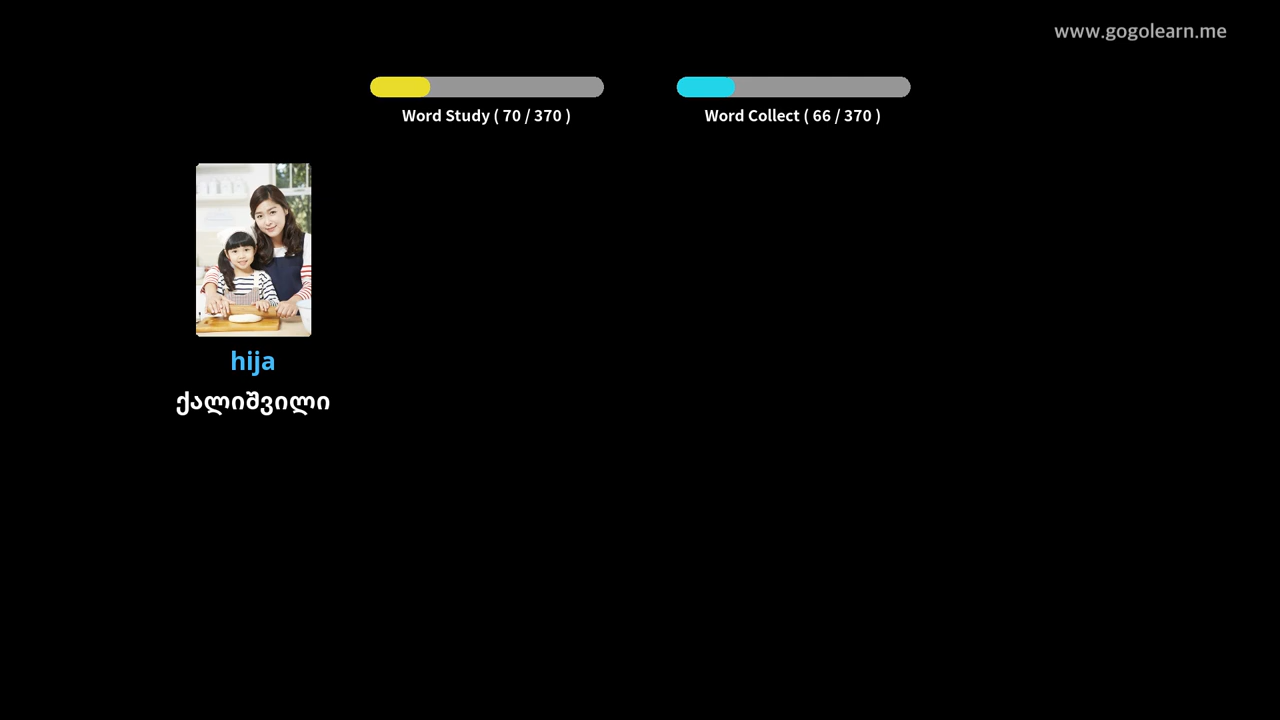 www.gogolearn.me
Word Study ( 70 / 370 )
Word Collect ( 66 / 370 )
hija
ქალიშვილი